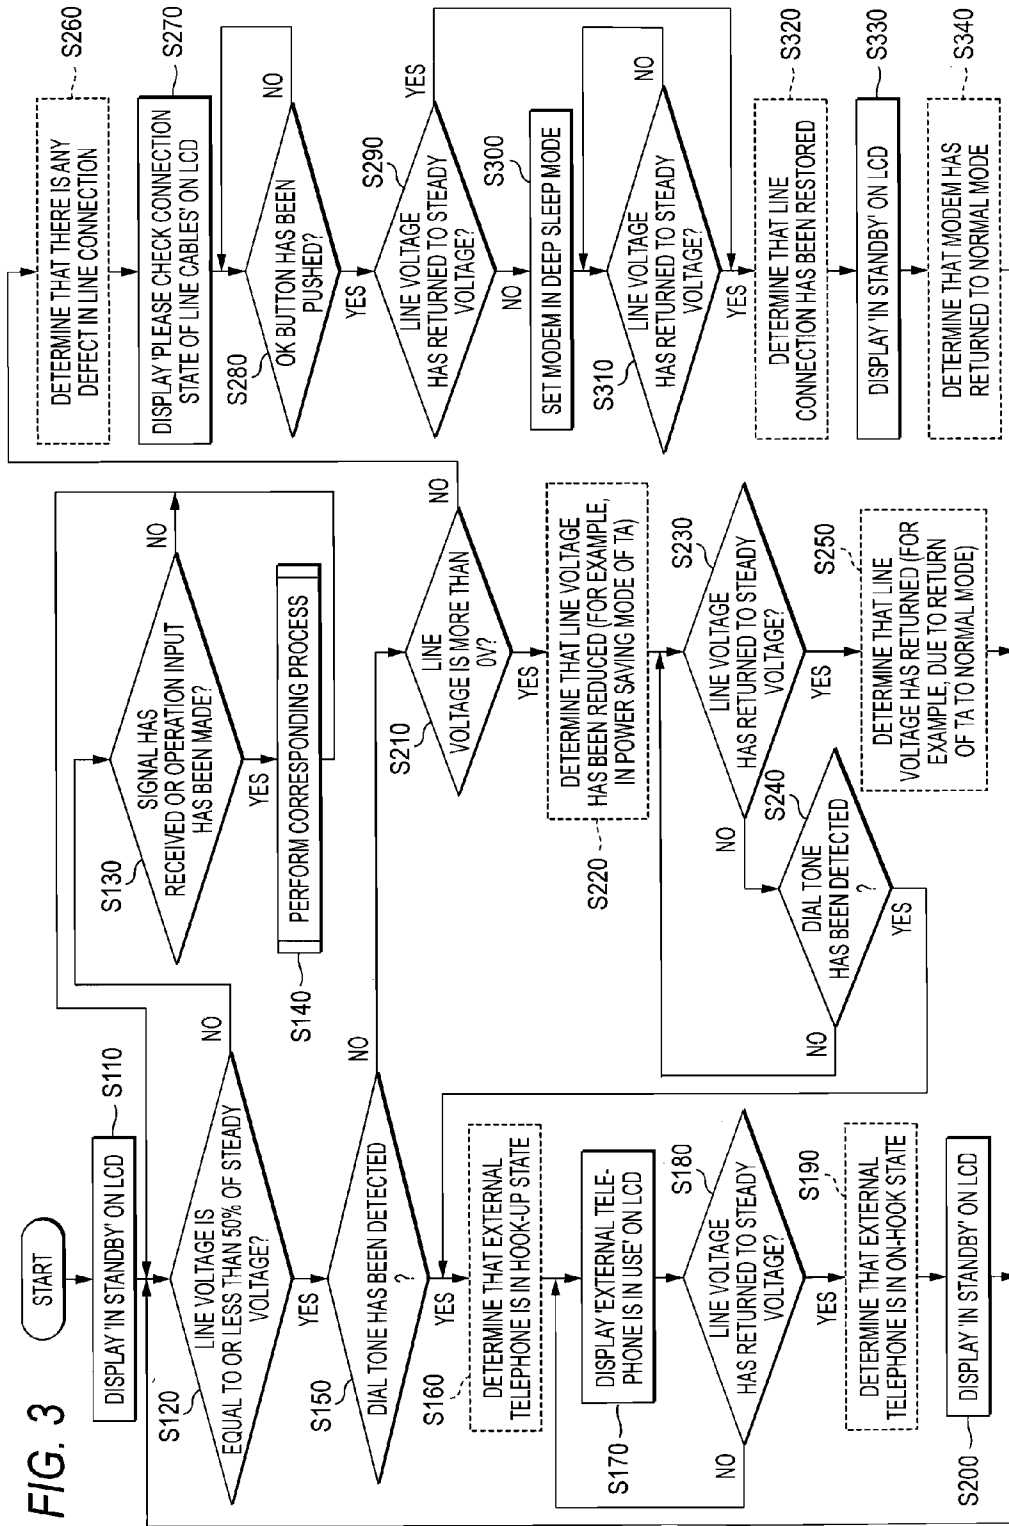 FIG. 3
START
DISPLAY 'IN STANDBY' ON LCD
S110
S120
LINE VOLTAGE IS
EQUAL TO OR LESS THAN 50% OF STEADY
VOLTAGE?
NO
YES
S130
SIGNAL HAS
RECEIVED OR OPERATION INPUT
HAS BEEN MADE?
NO
YES
S140
PERFORM CORRESPONDING PROCESS
S150
DIAL TONE HAS BEEN DETECTED
?
NO
YES
S160
DETERMINE THAT EXTERNAL
TELEPHONE IS IN HOOK-UP STATE
S170
DISPLAY 'EXTERNAL TELE-
PHONE IS IN USE' ON LCD
S180
LINE VOLTAGE
HAS RETURNED TO STEADY
VOLTAGE?
NO
YES
S190
DETERMINE THAT EXTERNAL
TELEPHONE IS IN ON-HOOK STATE
S200
DISPLAY 'IN STANDBY' ON LCD
S210
LINE
VOLTAGE IS MORE THAN
0V?
NO
YES
S220
DETERMINE THAT LINE VOLTAGE
HAS BEEN REDUCED (FOR EXAMPLE,
IN POWER SAVING MODE OF TA)
S230
LINE VOLTAGE
HAS RETURNED TO STEADY
VOLTAGE?
NO
YES
S240
DIAL TONE
HAS BEEN DETECTED
?
NO
YES
S250
DETERMINE THAT LINE
VOLTAGE HAS RETURNED (FOR
EXAMPLE, DUE TO RETURN
OF TA TO NORMAL MODE)
S260
DETERMINE THAT THERE IS ANY
DEFECT IN LINE CONNECTION
S270
DISPLAY 'PLEASE CHECK CONNECTION
STATE OF LINE CABLES' ON LCD
S280
OK BUTTON HAS BEEN
PUSHED?
NO
YES
S290
LINE VOLTAGE
HAS RETURNED TO STEADY
VOLTAGE?
YES
NO
S300
SET MODEM IN DEEP SLEEP MODE
S310
LINE VOLTAGE
HAS RETURNED TO STEADY
VOLTAGE?
NO
YES
S320
DETERMINE THAT LINE
CONNECTION HAS BEEN RESTORED
S330
DISPLAY 'IN STANDBY' ON LCD
S340
DETERMINE THAT MODEM HAS
RETURNED TO NORMAL MODE